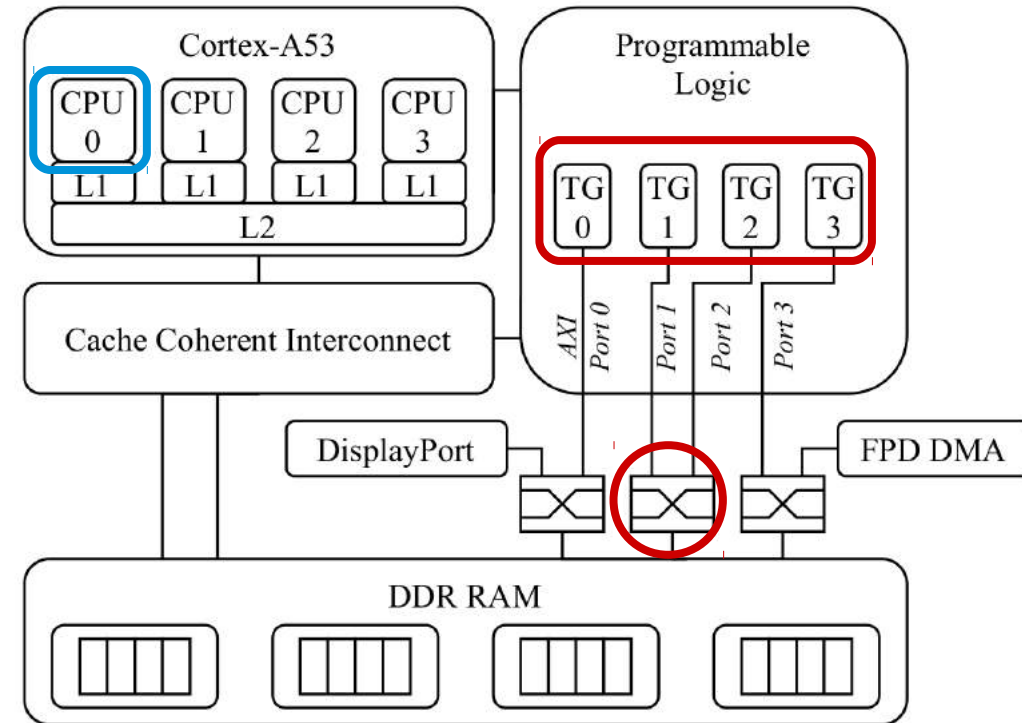 Cortex-A53
CPU
0
CPU
1
CPU
2
CPU
3
L1
L1
L1
L1
L2
Programmable
Logic
TG
0
TG
1
TG
2
TG
3
AXI
Port 0
Port 1
Port 2
Port 3
Cache Coherent Interconnect
DisplayPort
FPD DMA
DDR RAM